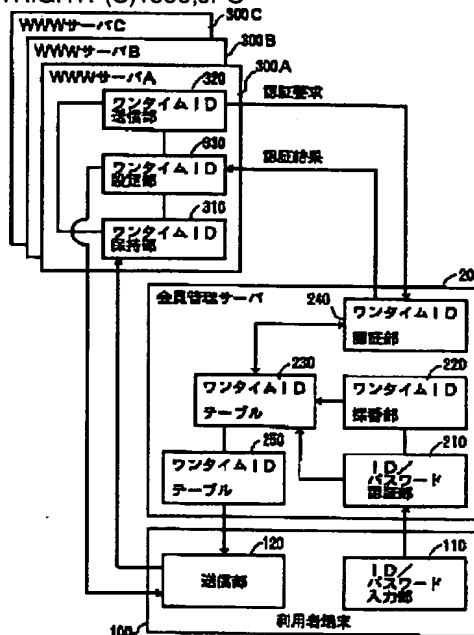 (C)1999,JPO
WWWサーバC
300C
WWWサーバB
300B
WWWサーバA
300A
320
ワンタイムID
送信部
認証要求
330
ワンタイムID
設定部
認証結果
310
ワンタイムID
保持部
会員管理サーバ
20
240
ワンタイムID
認証部
230
ワンタイムID
テーブル
220
ワンタイムID
採番部
250
ワンタイムID
テーブル
210
ID/
パスワード
認証部
120
送信部
110
ID/
パスワード
入力部
利用者端末
100